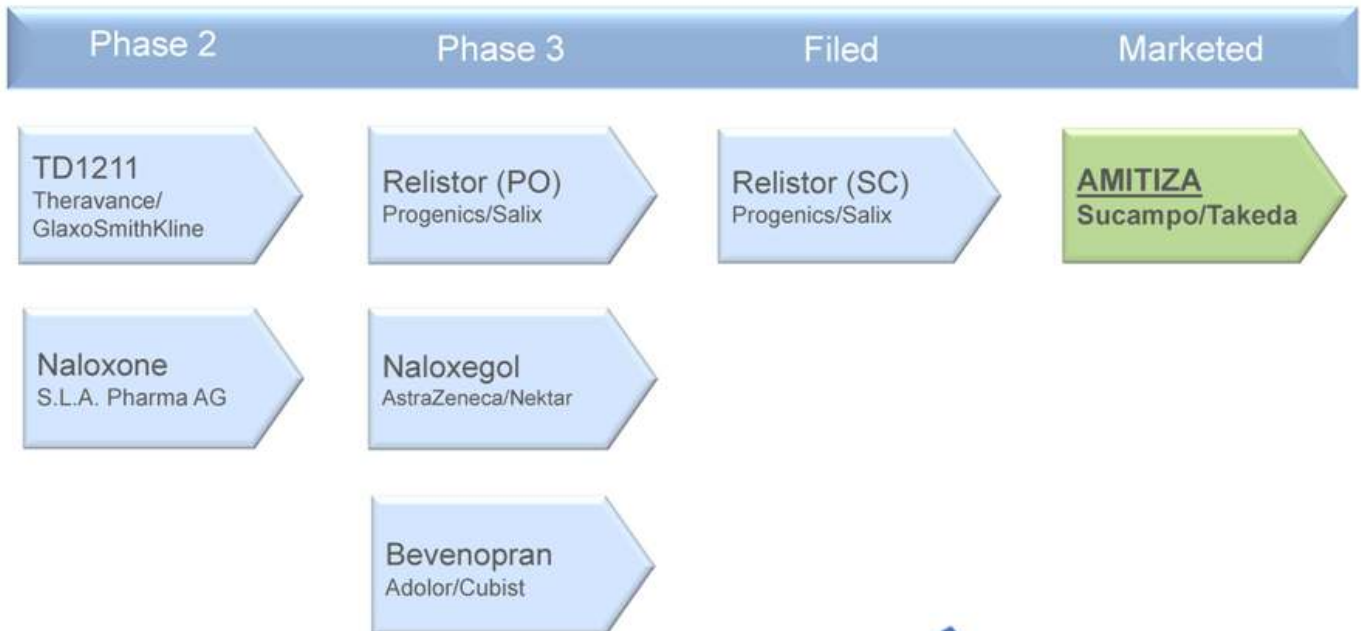 Phase 2
Phase 3
Filed
Marketed
TD1211
Theravance/
GlaxoSmithKline
Relistor (PO)
Progenics/Salix
Relistor (SC)
Progenics/Salix
AMITIZA
Sucampo/Takeda
Naloxone
S.L.A. Pharma AG
Naloxegol
AstraZeneca/Nektar
Bevenopran
Adolor/Cubist